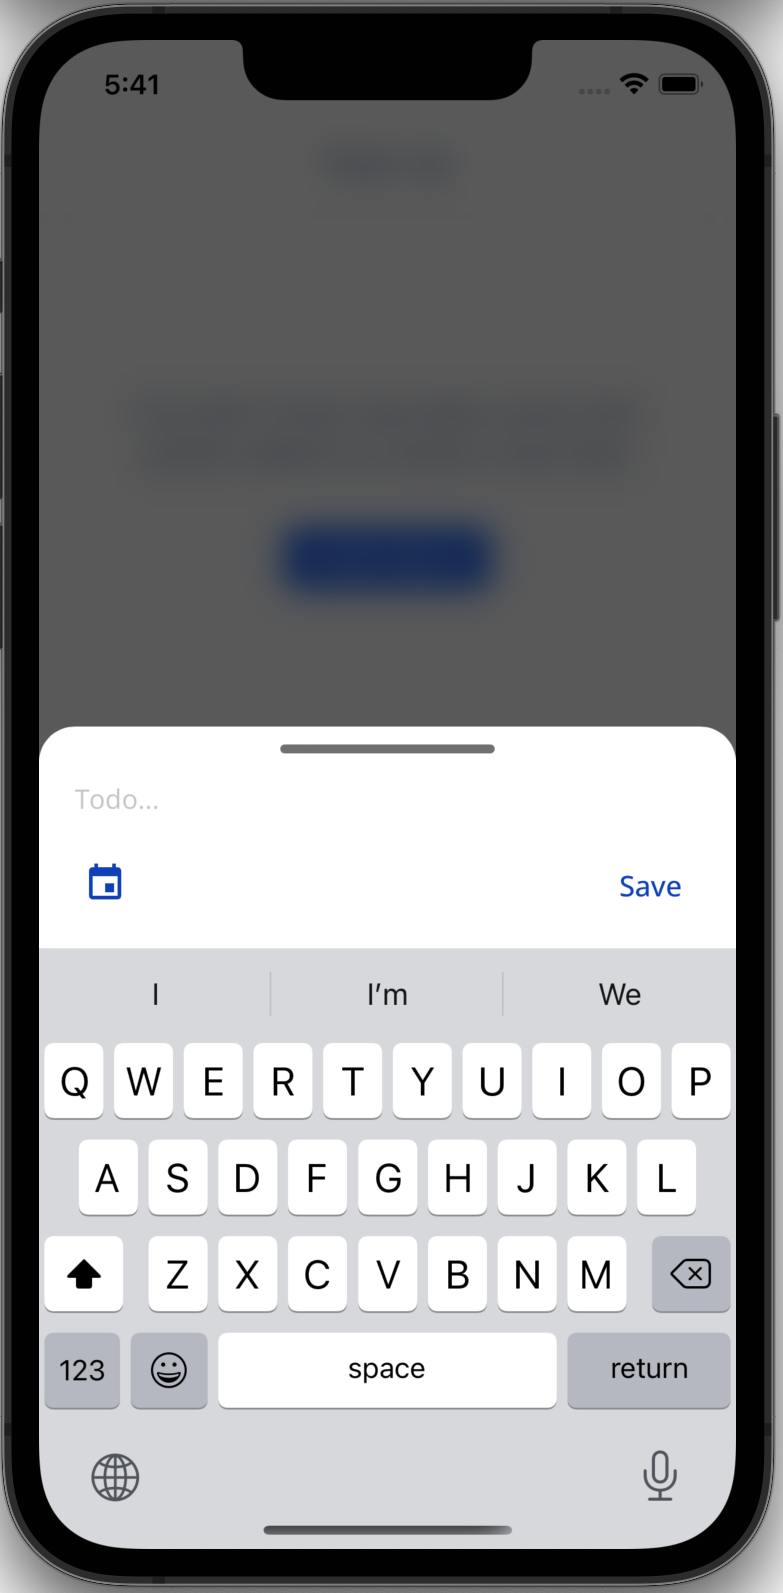 5:41
Todo...
Save
I I'm We
Q W E R T Y U I O P
A S D F G H J K L
Z X C V B N M
123 space return